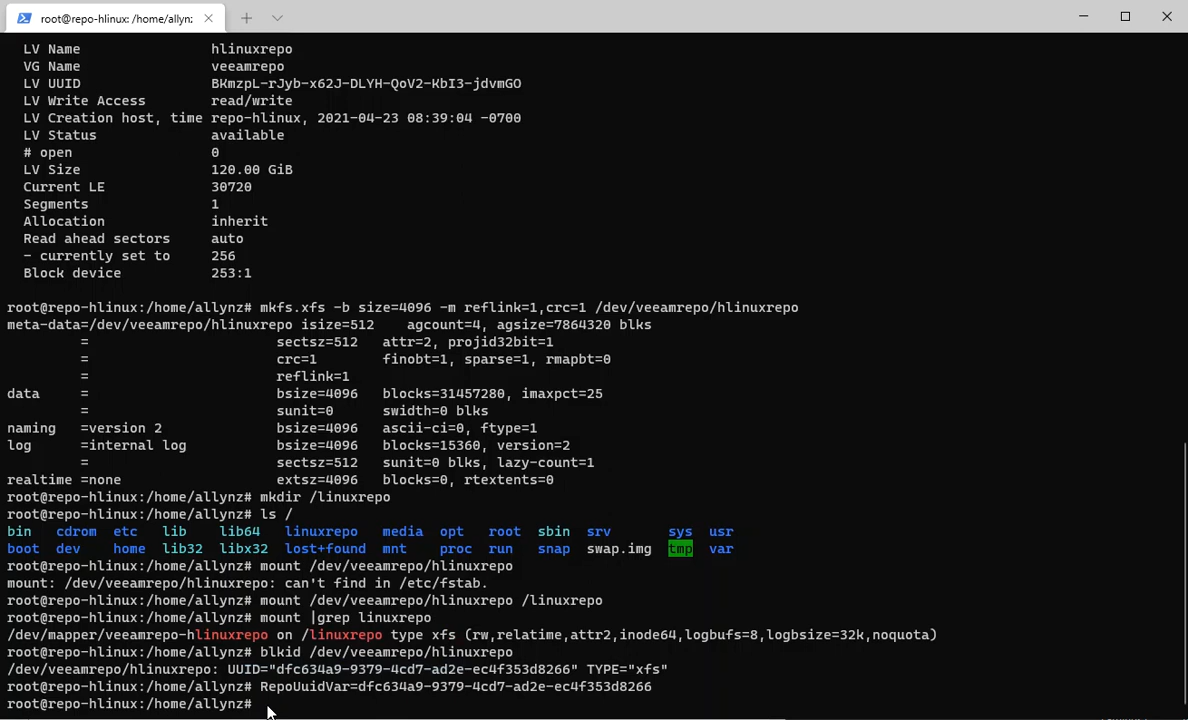 root@repo-hlinux: /home/allynz
LV Name hlinuxrepo
VG Name veeamrepo
LV UUID BKmzpL-rJyb-x62J-DLYH-QoV2-KbI3-jdvmGO
LV Write Access read/write
LV Creation host, time repo-hlinux, 2021-04-23 08:39:04 -0700
LV Status available
# open 0
LV Size 120.00 GiB
Current LE 30720
Segments 1
Allocation inherit
Read ahead sectors auto
- currently set to 256
Block device 253:1
root@repo-hlinux:/home/allynz# mkfs.xfs -b size=4096 -m reflink=1,crc=1 /dev/veeamrepo/hlinuxrepo
meta-data=/dev/veeamrepo/hlinuxrepo isize=512 agcount=4, agsize=7864320 blks
= sectsz=512 attr=2, projid32bit=1
= crc=1 finobt=1, sparse=1, rmapbt=0
= reflink=1
data = bsize=4096 blocks=31457280, imaxpct=25
= sunit=0 swidth=0 blks
naming =version 2 bsize=4096 ascii-ci=0, ftype=1
log =internal log bsize=4096 blocks=15360, version=2
= sectsz=512 sunit=0 blks, lazy-count=1
realtime =none extsz=4096 blocks=0, rtextents=0
root@repo-hlinux:/home/allynz# mkdir /linuxrepo
root@repo-hlinux:/home/allynz# ls /
bin cdrom etc lib lib64 linuxrepo media opt root sbin srv sys usr
boot dev home lib32 libx32 lost+found mnt proc run snap swap.img tmp var
root@repo-hlinux:/home/allynz# mount /dev/veeamrepo/hlinuxrepo
mount: /dev/veeamrepo/hlinuxrepo: can't find in /etc/fstab.
root@repo-hlinux:/home/allynz# mount /dev/veeamrepo/hlinuxrepo /linuxrepo
root@repo-hlinux:/home/allynz# mount |grep linuxrepo
/dev/mapper/veeamrepo-hlinuxrepo on /linuxrepo type xfs (rw,relatime,attr2,inode64,logbufs=8,logbsize=32k,noquota)
root@repo-hlinux:/home/allynz# blkid /dev/veeamrepo/hlinuxrepo
/dev/veeamrepo/hlinuxrepo: UUID="dfc634a9-9379-4cd7-ad2e-ec4f353d8266" TYPE="xfs"
root@repo-hlinux:/home/allynz# RepoUuidVar=dfc634a9-9379-4cd7-ad2e-ec4f353d8266
root@repo-hlinux:/home/allynz#